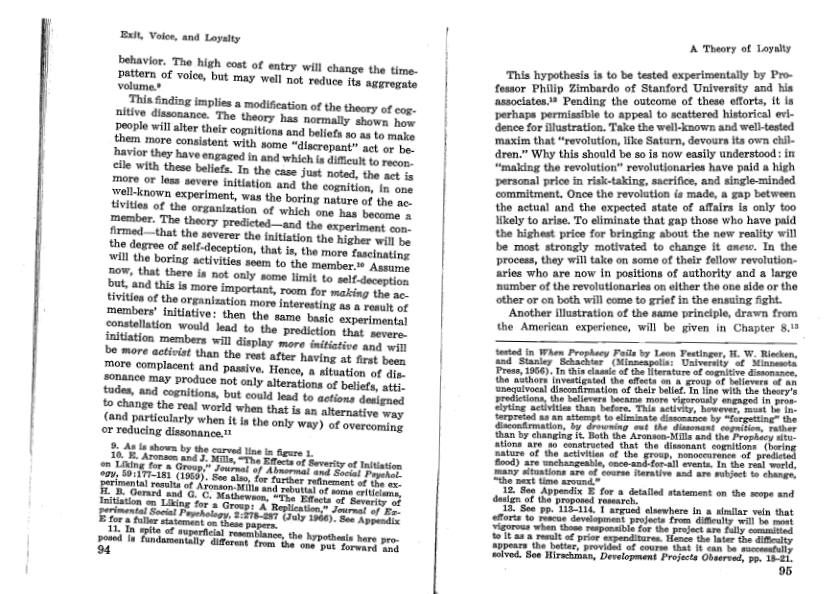 Exit, Voice, and Loyalty
behavior. The high cost of entry will change the time-
pattern of voice, but may well not reduce its aggregate
volume.⁹
This finding implies a modification of the theory of cog-
nitive dissonance. The theory has normally shown how
people will alter their cognitions and beliefs so as to make
them more consistent with some "discrepant" act or be-
havior they have engaged in and which is difficult to recon-
cile with these beliefs. In the case just noted, the act is
more or less severe initiation and the cognition, in one
well-known experiment, was the boring nature of the ac-
tivities of the organization of which one has become a
member. The theory predicted—and the experiment con-
firmed—that the severer the initiation the higher will be
the degree of self-deception, that is, the more fascinating
will the boring activities seem to the member.¹⁰ Assume
now, that there is not only some limit to self-deception
but, and this is more important, room for making the ac-
tivities of the organization more interesting as a result of
members' initiative: then the same basic experimental
constellation would lead to the prediction that severe-
initiation members will display more initiative and will
be more activist than the rest after having at first been
more complacent and passive. Hence, a situation of dis-
sonance may produce not only alterations of beliefs, atti-
tudes, and cognitions, but could lead to actions designed
to change the real world when that is an alternative way
(and particularly when it is the only way) of overcoming
or reducing dissonance.¹¹
9. As is shown by the curved line in figure 1.
10. E. Aronson and J. Mills, "The Effects of Severity of Initiation
on Liking for a Group," Journal of Abnormal and Social Psychol-
ogy, 59:177–181 (1959). See also, for further refinement of the ex-
perimental results of Aronson-Mills and rebuttal of some criticisms,
H. B. Gerard and G. C. Mathewson, "The Effects of Severity of
Initiation on Liking for a Group: A Replication," Journal of Ex-
perimental Social Psychology, 2:278–287 (July 1966). See Appendix
E for a fuller statement on these papers.
11. In spite of superficial resemblance, the hypothesis here pro-
posed is fundamentally different from the one put forward and
94
A Theory of Loyalty
This hypothesis is to be tested experimentally by Pro-
fessor Philip Zimbardo of Stanford University and his
associates.¹² Pending the outcome of these efforts, it is
perhaps permissible to appeal to scattered historical evi-
dence for illustration. Take the well-known and well-tested
maxim that "revolution, like Saturn, devours its own chil-
dren." Why this should be so is now easily understood: in
"making the revolution" revolutionaries have paid a high
personal price in risk-taking, sacrifice, and single-minded
commitment. Once the revolution is made, a gap between
the actual and the expected state of affairs is only too
likely to arise. To eliminate that gap those who have paid
the highest price for bringing about the new reality will
be most strongly motivated to change it anew. In the
process, they will take on some of their fellow revolution-
aries who are now in positions of authority and a large
number of the revolutionaries on either the one side or the
other or on both will come to grief in the ensuing fight.
Another illustration of the same principle, drawn from
the American experience, will be given in Chapter 8.¹³
tested in When Prophecy Fails by Leon Festinger, H. W. Riecken,
and Stanley Schachter (Minneapolis: University of Minnesota
Press, 1956). In this classic of the literature of cognitive dissonance,
the authors investigated the effects on a group of believers of an
unequivocal disconfirmation of their belief. In line with the theory's
predictions, the believers became more vigorously engaged in pros-
elyting activities than before. This activity, however, must be in-
terpreted as an attempt to eliminate dissonance by "forgetting" the
disconfirmation, by drowning out the dissonant cognition, rather
than by changing it. Both the Aronson-Mills and the Prophecy situ-
ations are so constructed that the dissonant cognitions (boring
nature of the activities of the group, nonoccurence of predicted
flood) are unchangeable, once-and-for-all events. In the real world,
many situations are of course iterative and are subject to change,
"the next time around."
12. See Appendix E for a detailed statement on the scope and
design of the proposed research.
13. See pp. 113–114. I argued elsewhere in a similar vein that
efforts to rescue development projects from difficulty will be most
vigorous when those responsible for the project are fully committed
to it as a result of prior expenditures. Hence the later the difficulty
appears the better, provided of course that it can be successfully
solved. See Hirschman, Development Projects Observed, pp. 18–21.
95